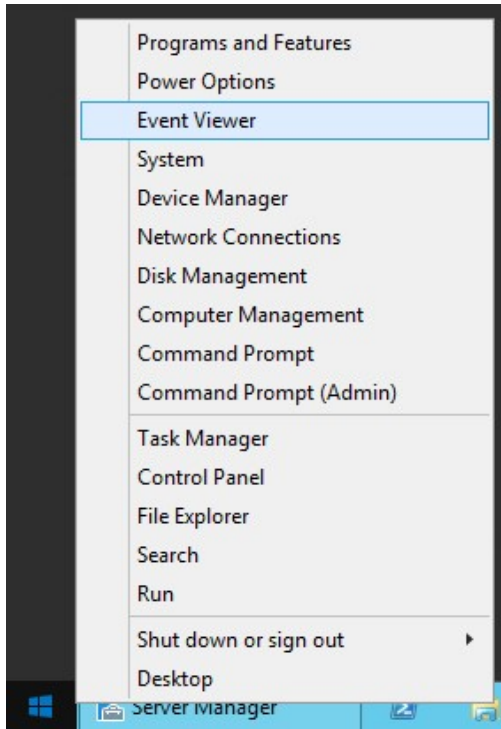 Programs and Features
Power Options
Event Viewer
System
Device Manager
Network Connections
Disk Management
Computer Management
Command Prompt
Command Prompt (Admin)
Task Manager
Control Panel
File Explorer
Search
Run
Shut down or sign out
Desktop
Server Manager